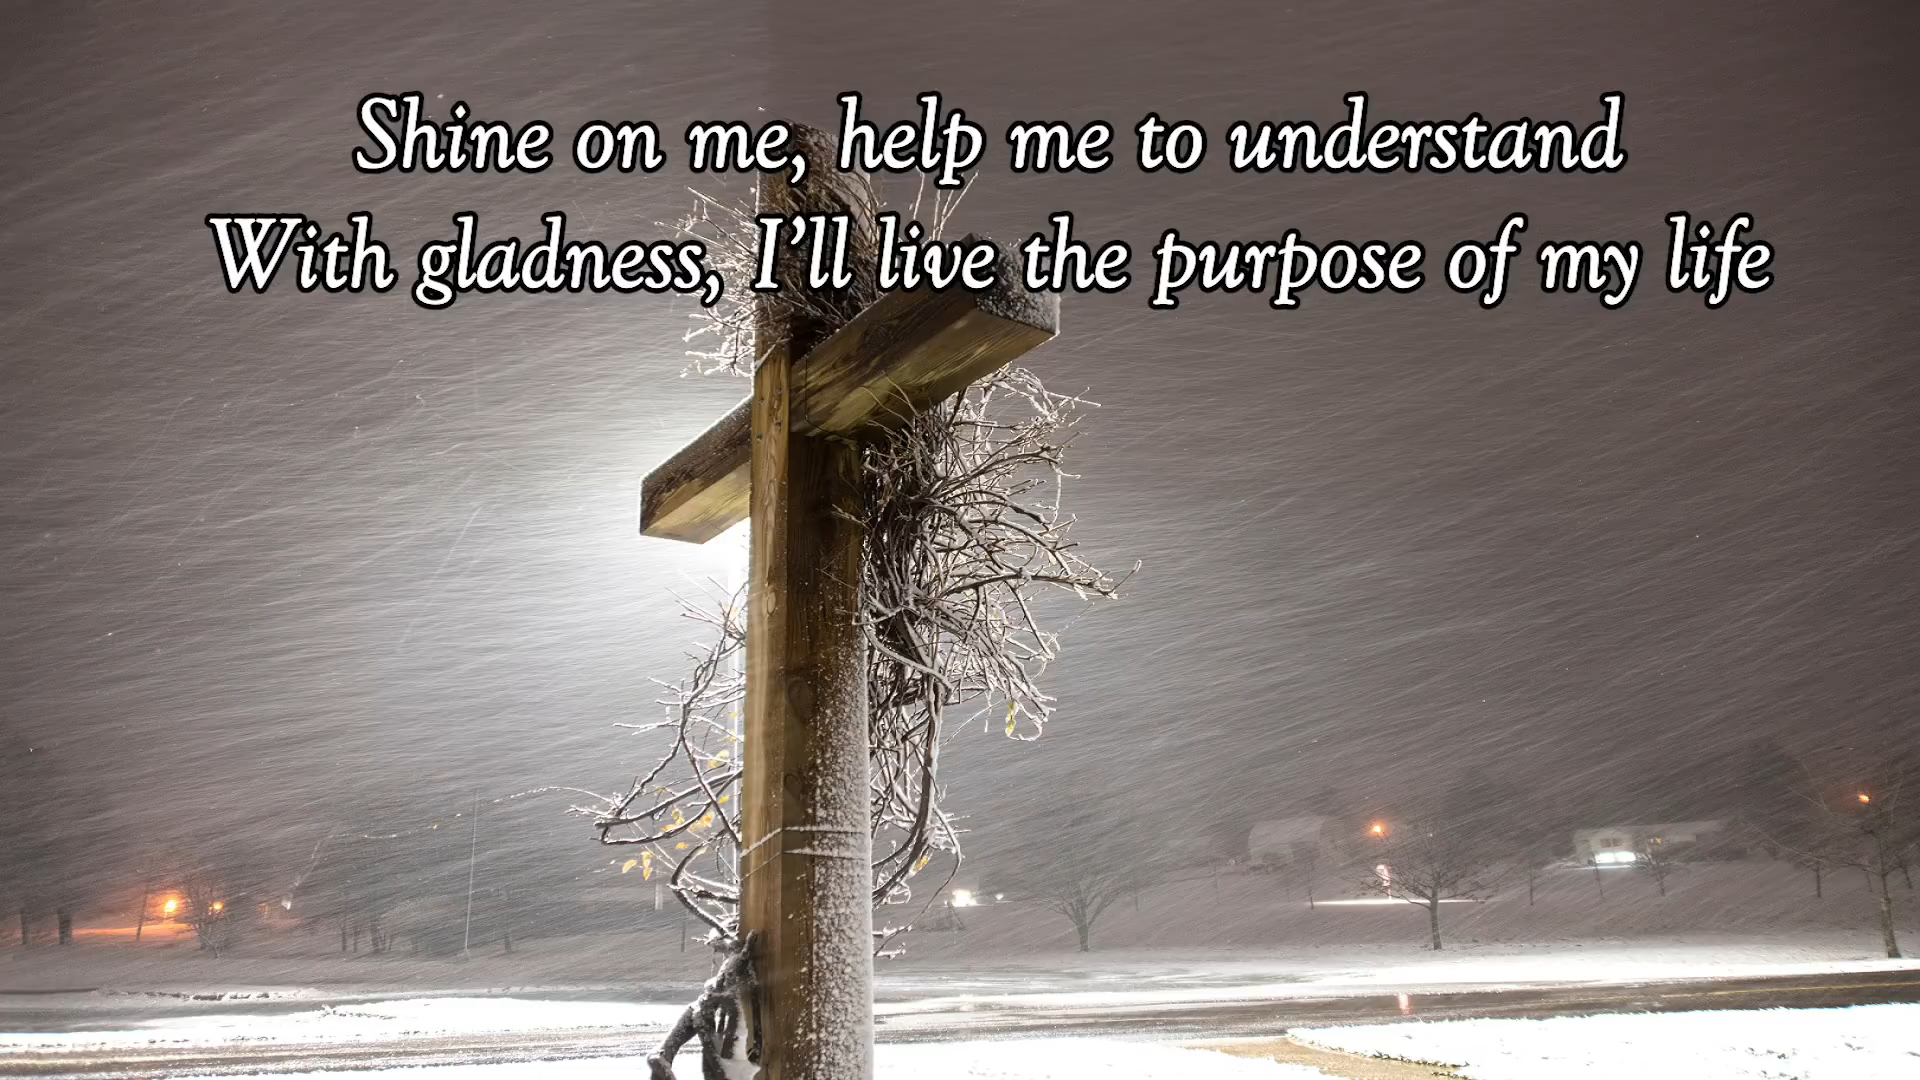 Shine on me, help me to understand
With gladness, I'll live the purpose of my life